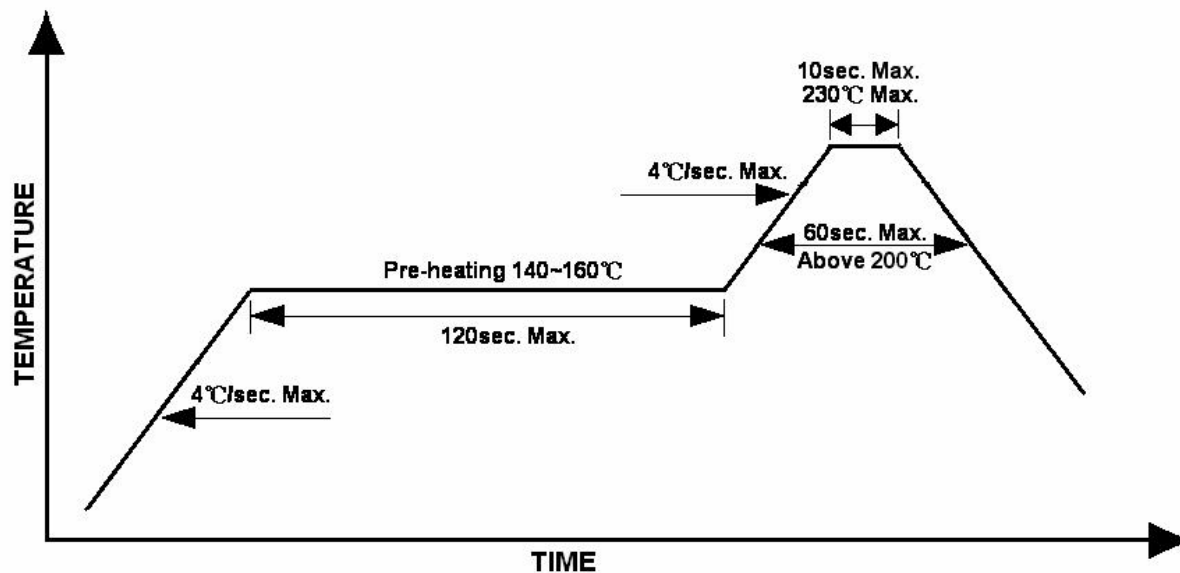 10sec. Max.
230℃ Max.
4℃/sec. Max.
60sec. Max.
Above 200℃
Pre-heating 140~160℃
120sec. Max.
4℃/sec. Max.
TEMPERATURE
TIME